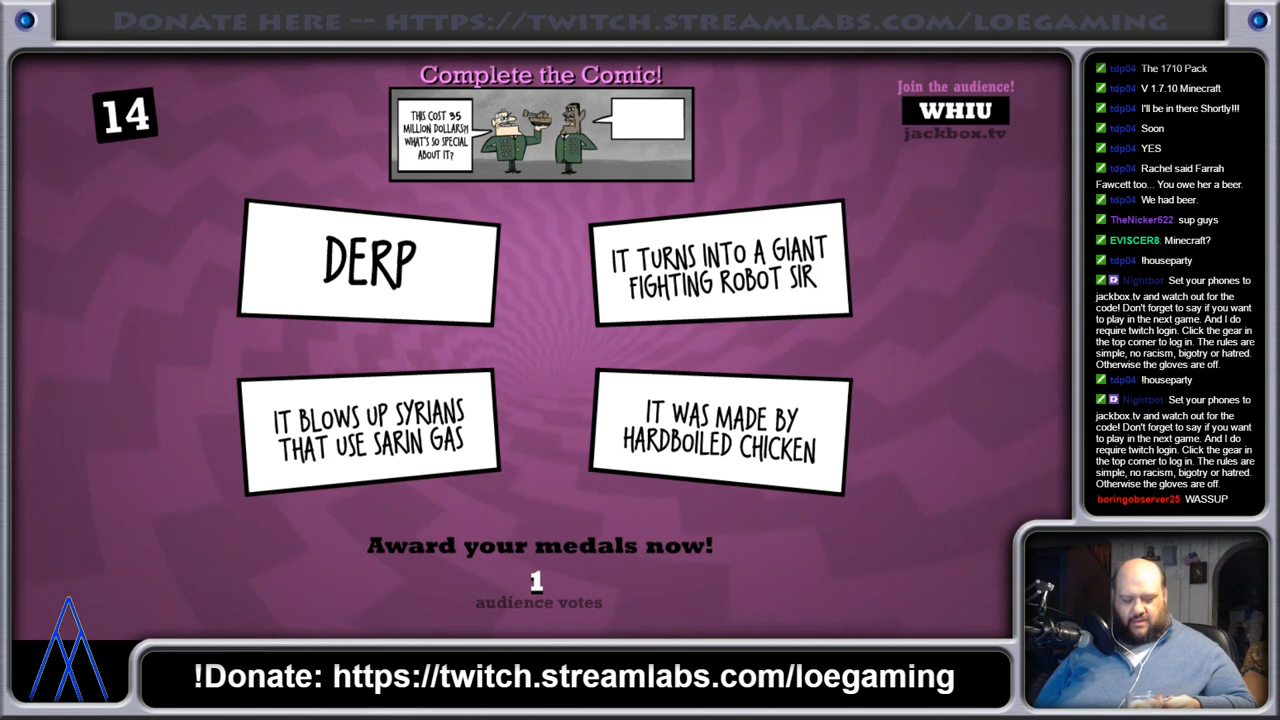 Donate here -- https://twitch.streamlabs.com/loegaming
14
Complete the Comic!
THIS COST 35
MILLION DOLLARS?!
WHAT'S SO SPECIAL
ABOUT IT?
Join the audience!
WHIU
jackbox.tv
DERP
IT TURNS INTO A GIANT
FIGHTING ROBOT SIR
IT BLOWS UP SYRIANS
THAT USE SARIN GAS
IT WAS MADE BY
HARDBOILED CHICKEN
Award your medals now!
1
audience votes
tdp04 The 1710 Pack
tdp04 V 1.7.10 Minecraft
tdp04 I'll be in there Shortly!!!
tdp04 Soon
tdp04 YES
tdp04 Rachel said Farrah
Fawcett too... You owe her a beer.
tdp04 We had beer.
TheNicker622 sup guys
EVISCER8 Minecraft?
tdp04 !houseparty
Nightbot Set your phones to
jackbox.tv and watch out for the
code! Don't forget to say if you want
to play in the next game. And I do
require twitch login. Click the gear in
the top corner to log in. The rules are
simple, no racism, bigotry or hatred.
Otherwise the gloves are off.
tdp04 !houseparty
Nightbot Set your phones to
jackbox.tv and watch out for the
code! Don't forget to say if you want
to play in the next game. And I do
require twitch login. Click the gear in
the top corner to log in. The rules are
simple, no racism, bigotry or hatred.
Otherwise the gloves are off.
boringobserver25 WASSUP
!Donate: https://twitch.streamlabs.com/loegaming